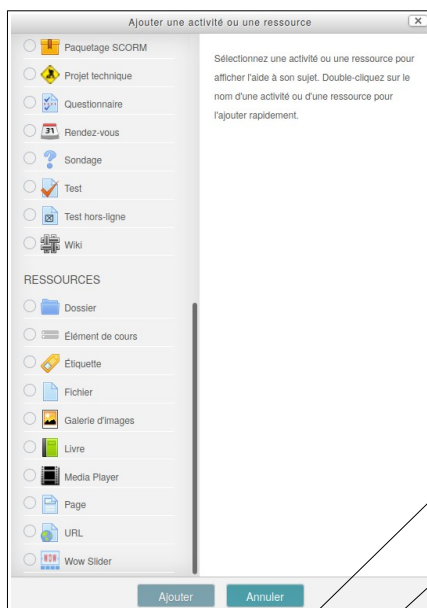 Ajouter une activité ou une ressource
Paquetage SCORM
Projet technique
Questionnaire
31
Rendez-vous
Sondage
Test
Test hors-ligne
Wiki
RESSOURCES
Dossier
Élément de cours
Étiquette
Fichier
Galerie d'images
Livre
Media Player
Page
URL
Wow Slider
Sélectionnez une activité ou une ressource pour
afficher l'aide à son sujet. Double-cliquez sur le
nom d'une activité ou d'une ressource pour
l'ajouter rapidement.
Ajouter
Annuler